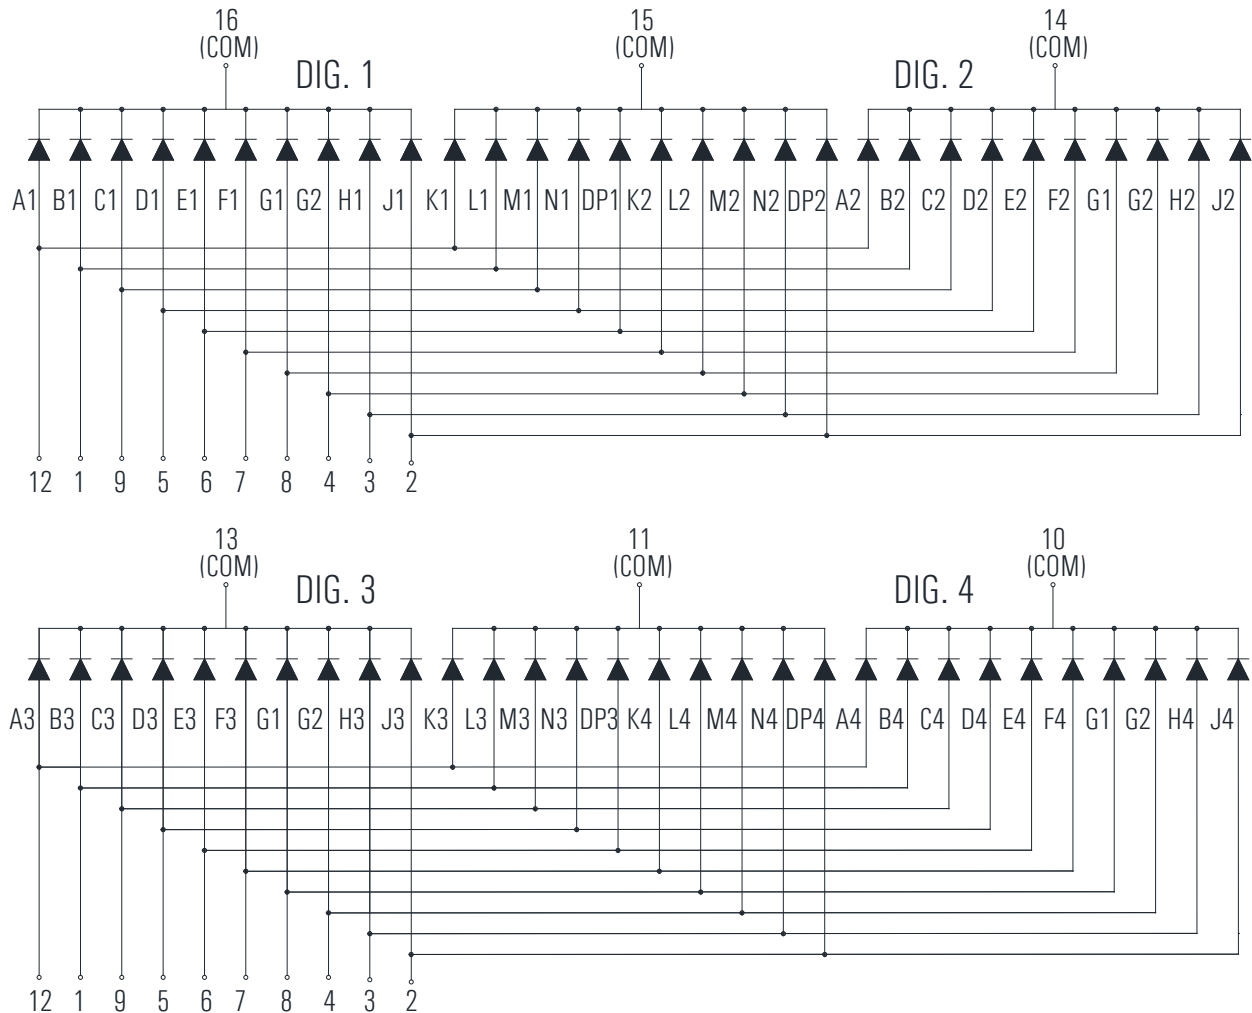 16 15 14
(COM) (COM) (COM)
DIG. 1 DIG. 2
A1 B1 C1 D1 E1 F1 G1 G2 H1 J1 K1 L1 M1 N1 DP1 K2 L2 M2 N2 DP2 A2 B2 C2 D2 E2 F2 G1 G2 H2 J2
12 1 9 5 6 7 8 4 3 2
13 11 10
(COM) (COM) (COM)
DIG. 3 DIG. 4
A3 B3 C3 D3 E3 F3 G1 G2 H3 J3 K3 L3 M3 N3 DP3 K4 L4 M4 N4 DP4 A4 B4 C4 D4 E4 F4 G1 G2 H4 J4
12 1 9 5 6 7 8 4 3 2